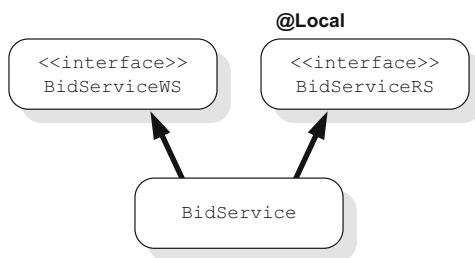 @Local
<<interface>>
BidServiceWS
<<interface>>
BidServiceRS
BidService